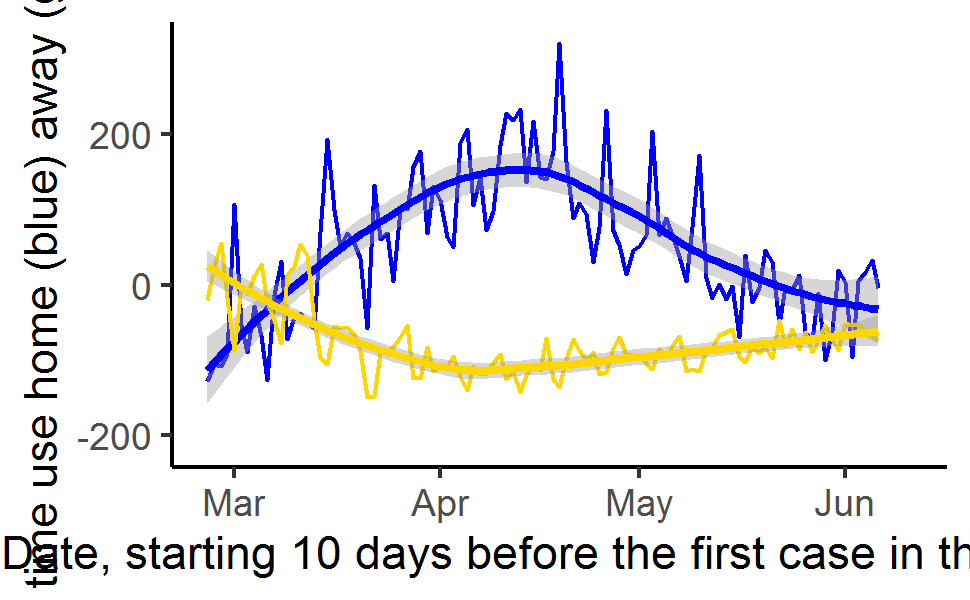 time use home (blue) away (
200
0
-200
Mar Apr May Jun
Date, starting 10 days before the first case in th